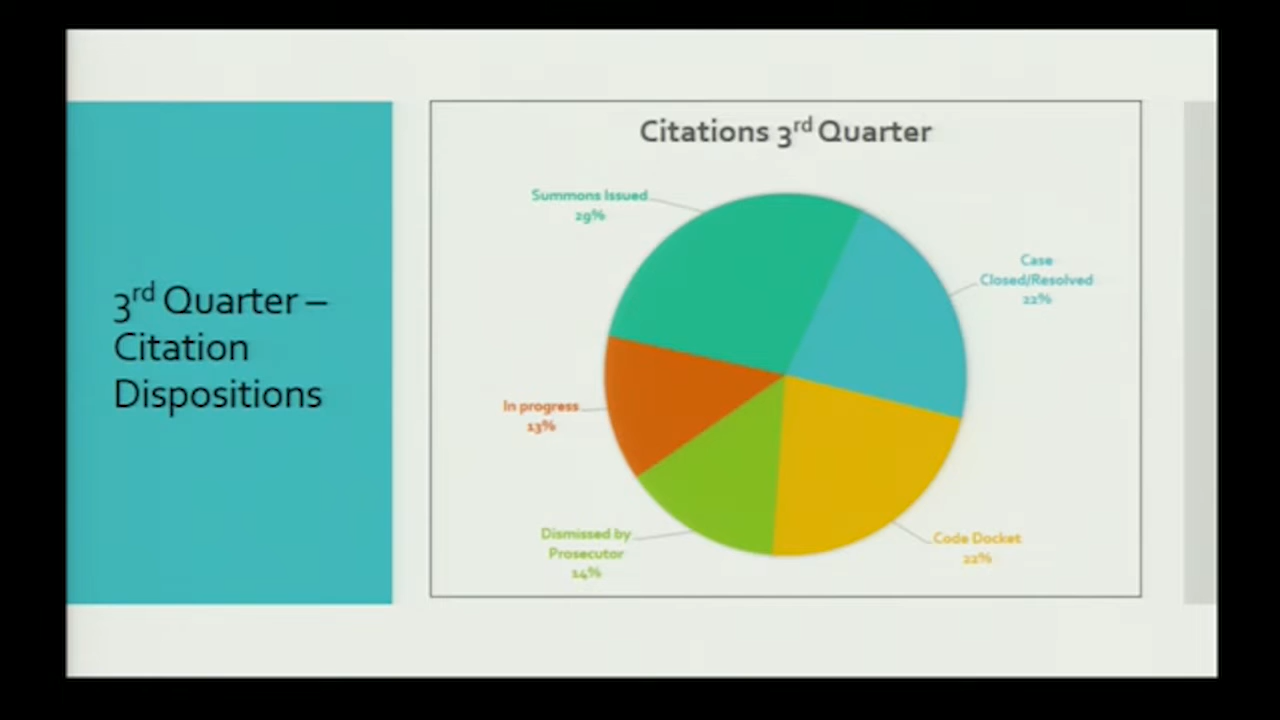 3rd Quarter –
Citation
Dispositions
Citations 3rd Quarter
Summons Issued
29%
Case
Closed/Resolved
22%
In progress
13%
Dismissed by
Prosecutor
14%
Code Docket
22%